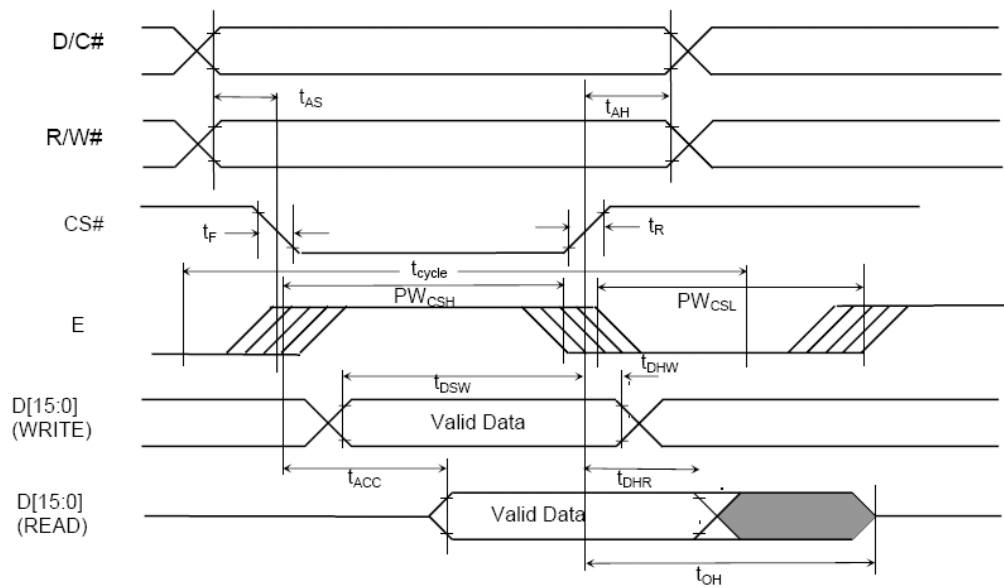 D/C#
tAS
tAH
R/W#
CS#
tF
tR
tcycle
PWCSH
PWCSL
E
tDHW
tDSW
D[15:0]
(WRITE)
Valid Data
tACC
tDHR
D[15:0]
(READ)
Valid Data
tOH